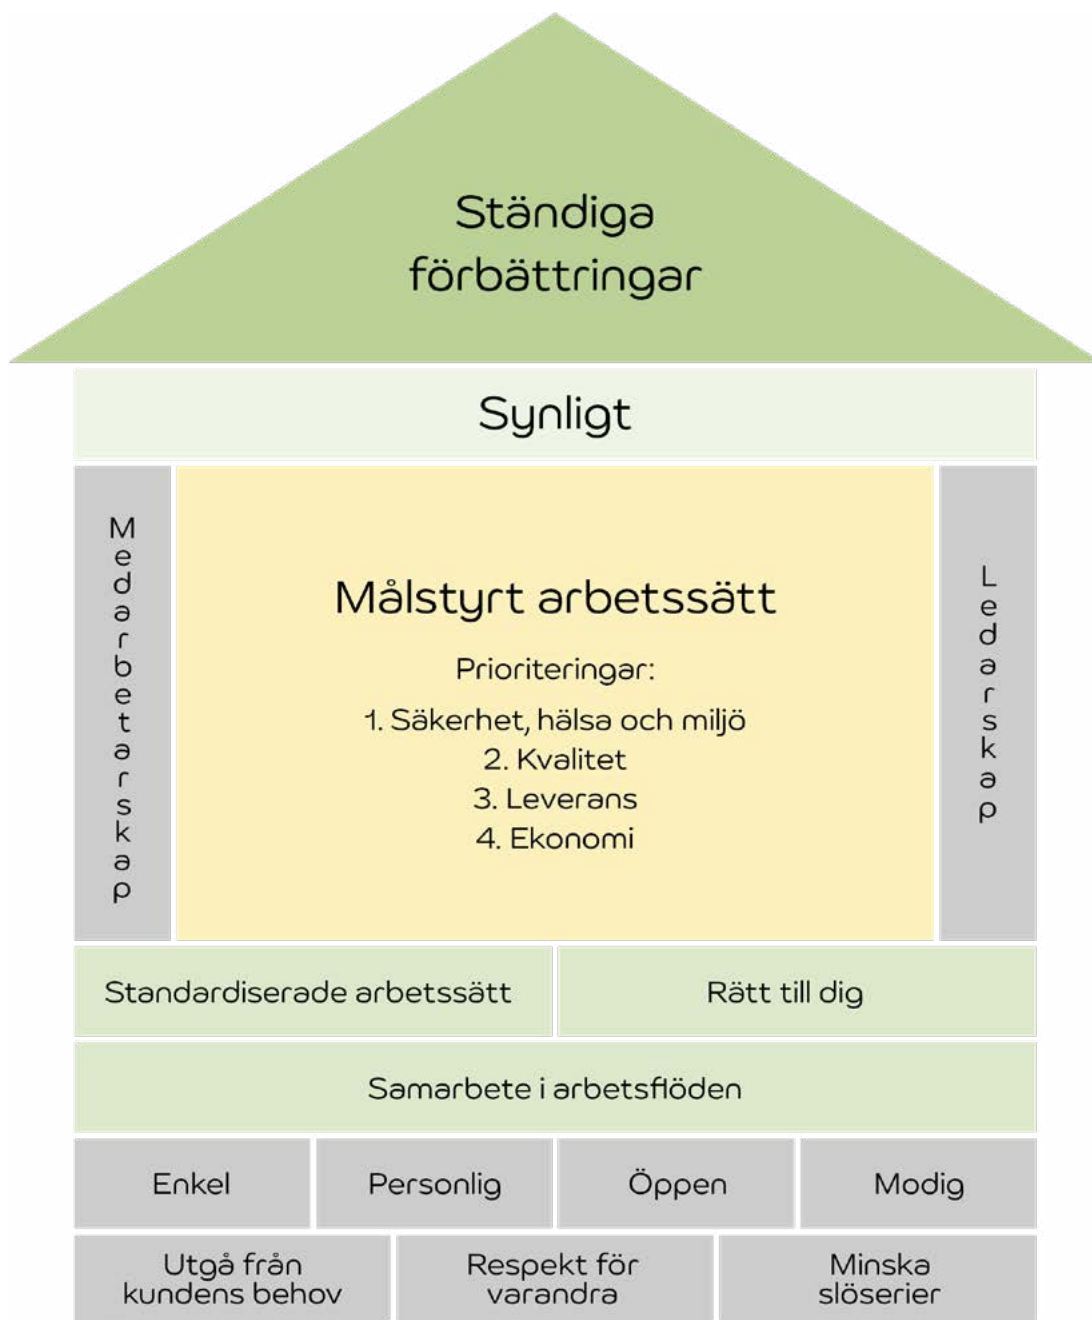 Ständiga
förbättringar
Synligt
Medarbetarskap
Målstyrt arbetssätt
Prioriteringar:
1. Säkerhet, hälsa och miljö
2. Kvalitet
3. Leverans
4. Ekonomi
Ledarskap
Standardiserade arbetssätt
Rätt till dig
Samarbete i arbetsflöden
Enkel
Personlig
Öppen
Modig
Utgå från
kundens behov
Respekt för
varandra
Minska
slöserier